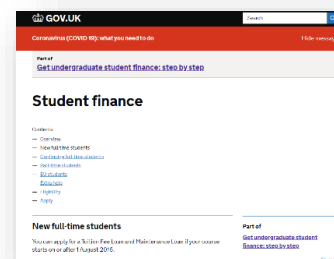 GOV.UK
Search
Coronavirus (COVID 19): what you need to do
Hide messag
Part of
Get undergraduate student finance: step by step
Student finance
Contents
— Overview
— New full-time students
— Continuing full-time students
— Part-time students
— EU students
Extra help
— Eligibility
— Apply
New full-time students
You can apply for a Tuition Fee Loan and Maintenance Loan if your course
starts on or after 1 August 2016.
Part of
Get undergraduate student
finance: step by step